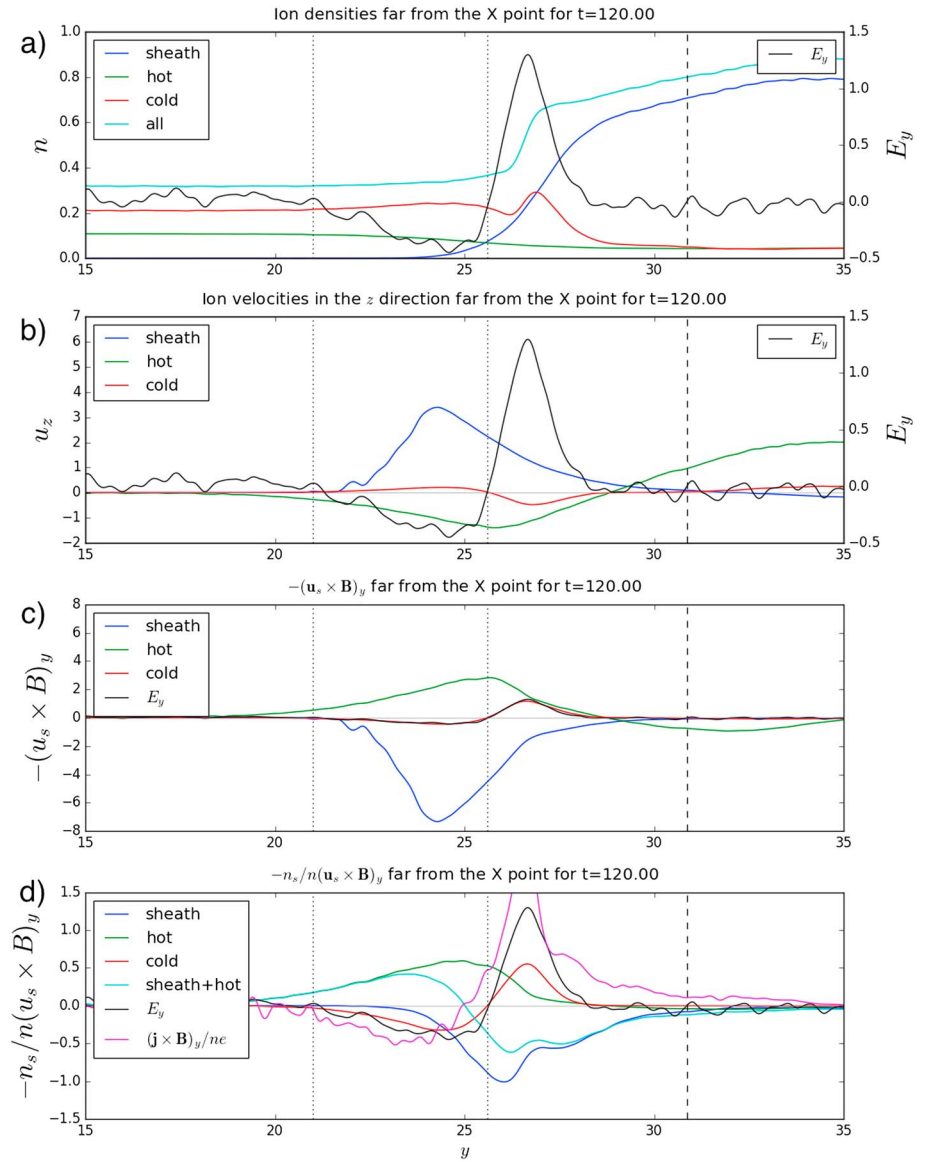 Ion densities far from the X point for t=120.00
a)
sheath
hot
cold
all
E_y
n
E_y
1.0
0.8
0.6
0.4
0.2
0.0
1.5
1.0
0.5
0.0
−0.5
15 20 25 30 35
Ion velocities in the z direction far from the X point for t=120.00
b)
sheath
hot
cold
E_y
u_z
E_y
7
6
5
4
3
2
1
0
−1
−2
1.5
1.0
0.5
0.0
−0.5
15 20 25 30 35
−(u_s × B)_y far from the X point for t=120.00
c)
sheath
hot
cold
E_y
−(u_s × B)_y
8
6
4
2
0
−2
−4
−6
−8
15 20 25 30 35
−n_s/n(u_s × B)_y far from the X point for t=120.00
d)
sheath
hot
cold
sheath+hot
E_y
(j × B)_y/ne
−n_s/n(u_s × B)_y
1.5
1.0
0.5
0.0
−0.5
−1.0
−1.5
15 20 25 30 35
y